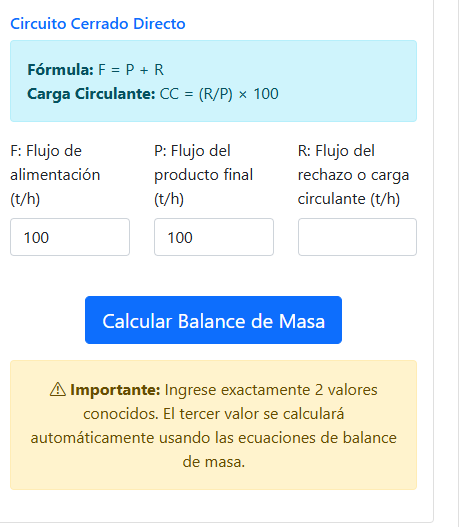 Circuito Cerrado Directo
Fórmula: F = P + R
Carga Circulante: CC = (R/P) × 100
F: Flujo de
alimentación
(t/h)
100
P: Flujo del
producto final
(t/h)
100
R: Flujo del
rechazo o carga
circulante (t/h)
Calcular Balance de Masa
⚠ Importante: Ingrese exactamente 2 valores
conocidos. El tercer valor se calculará
automáticamente usando las ecuaciones de balance
de masa.